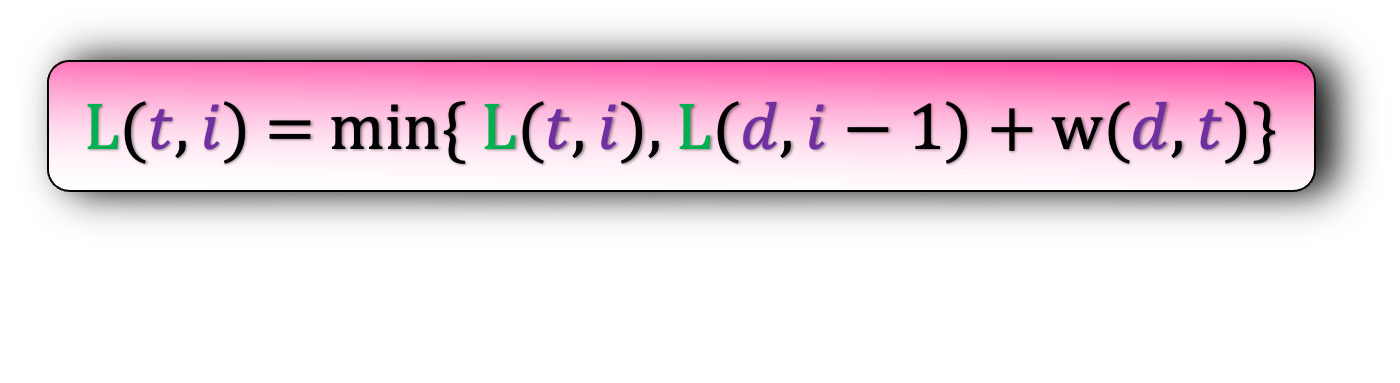 L(t, i) = min{ L(t, i), L(d, i − 1) + w(d, t)}